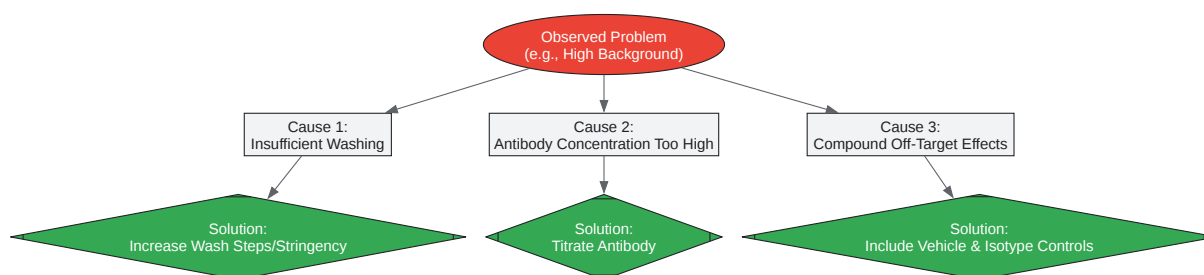 Observed Problem
(e.g., High Background)
Cause 1:
Insufficient Washing
Cause 2:
Antibody Concentration Too High
Cause 3:
Compound Off-Target Effects
Solution:
Increase Wash Steps/Stringency
Solution:
Titrate Antibody
Solution:
Include Vehicle & Isotype Controls